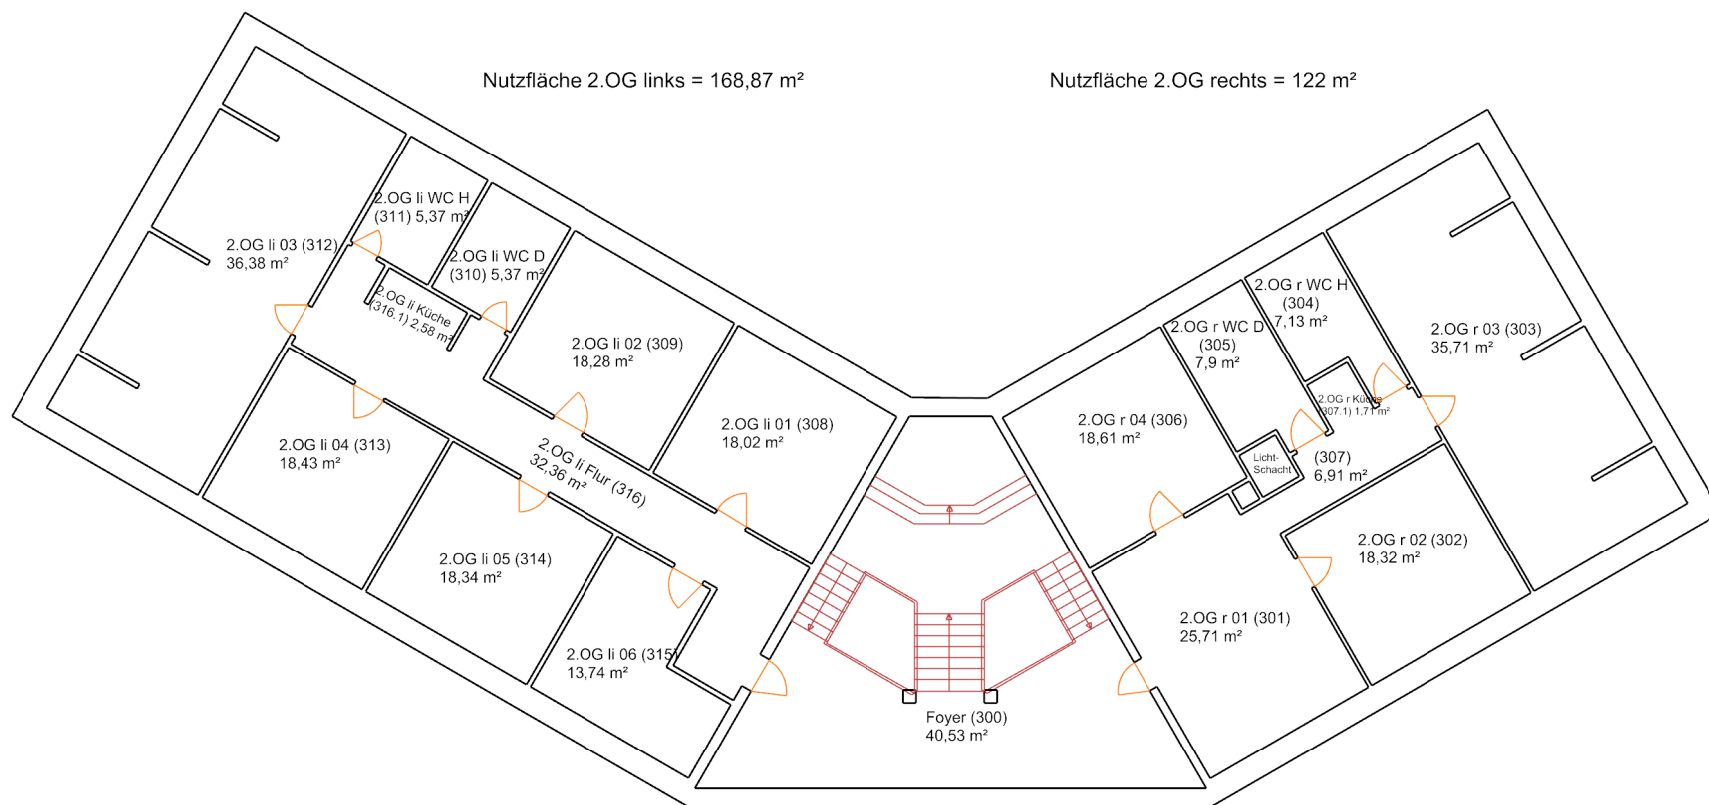 Nutzfläche 2.OG links = 168,87 m²
Nutzfläche 2.OG rechts = 122 m²
2.OG li WC H
(311) 5,37 m²
2.OG li 03 (312)
36,38 m²
2.OG li WC D
(310) 5,37 m²
2.OG li Küche
(316.1) 2,58 m²
2.OG li 02 (309)
18,28 m²
2.OG li 01 (308)
18,02 m²
2.OG li 04 (313)
18,43 m²
2.OG li Flur (316)
32,36 m²
2.OG li 05 (314)
18,34 m²
2.OG li 06 (315)
13,74 m²
Foyer (300)
40,53 m²
2.OG r WC H
(304)
7,13 m²
2.OG r WC D
(305)
7,9 m²
2.OG r 03 (303)
35,71 m²
2.OG r Küche
(307.1) 1,71 m²
2.OG r 04 (306)
18,61 m²
Licht-
Schacht
(307)
6,91 m²
2.OG r 02 (302)
18,32 m²
2.OG r 01 (301)
25,71 m²